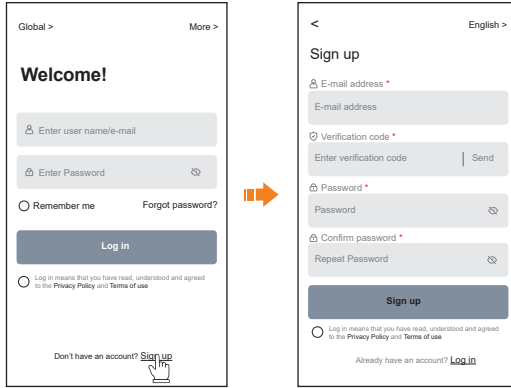 Global >
More >
Welcome!
Enter user name/e-mail
Enter Password
Remember me
Forgot password?
Log in
Log in means that you have read, understood and agreed
to the Privacy Policy and Terms of use
Don't have an account? Sign up
<
English >
Sign up
E-mail address *
E-mail address
Verification code *
Enter verification code
Send
Password *
Password
Confirm password *
Repeat Password
Sign up
Log in means that you have read, understood and agreed
to the Privacy Policy and Terms of use
Already have an account? Log in